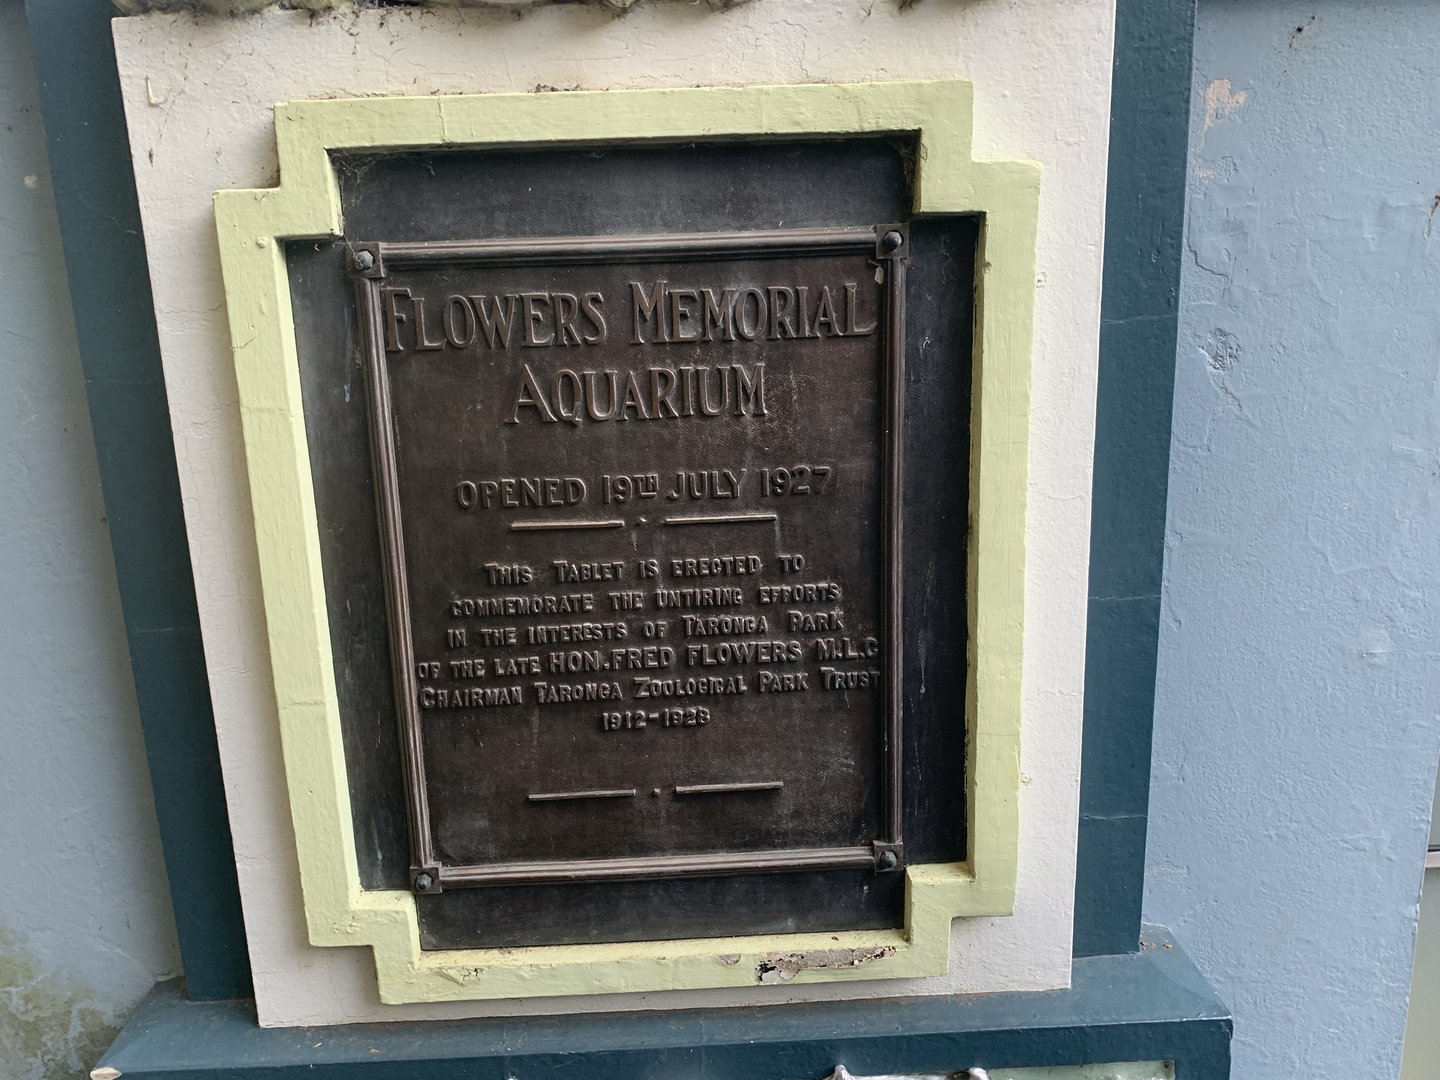 FLOWERS MEMORIAL
AQUARIUM
OPENED 19TH JULY 1927
THIS TABLET IS ERECTED TO
COMMEMORATE THE UNTIRING EFFORTS
IN THE INTERESTS OF TARONGA PARK
OF THE LATE HON. FRED FLOWERS M.L.C
CHAIRMAN TARONGA ZOOLOGICAL PARK TRUST
1912-1928